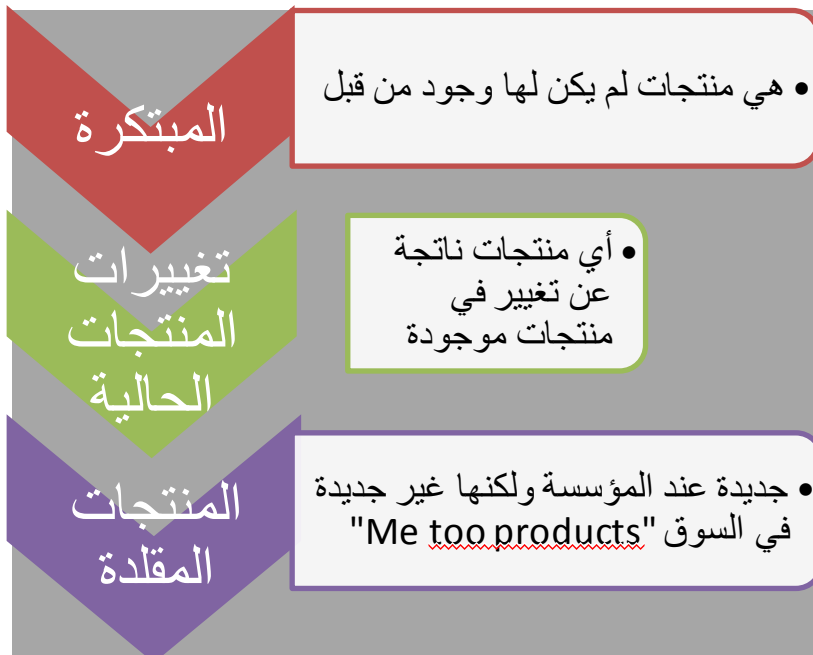 المبتكرة
• هي منتجات لم يكن لها وجود من قبل
تغييرات
المنتجات
الحالية
• أي منتجات ناتجة
عن تغيير في
منتجات موجودة
المنتجات
المقلدة
• جديدة عند المؤسسة ولكنها غير جديدة
في السوق "Me too products"